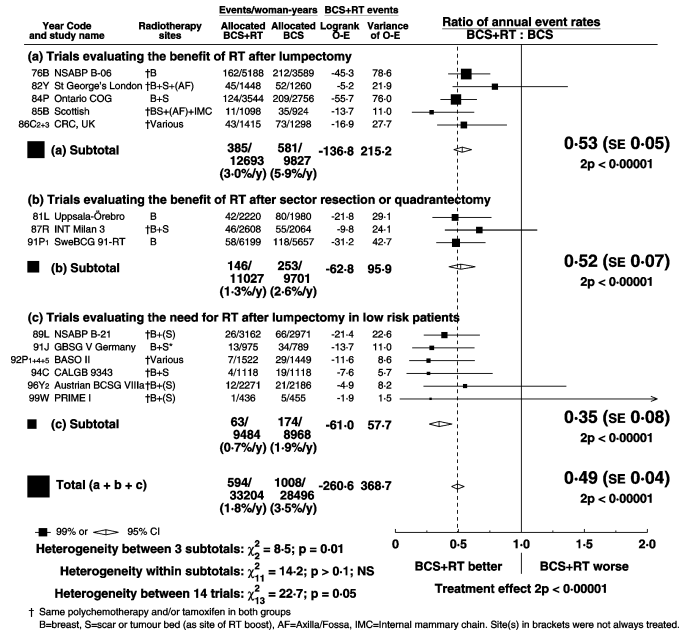 Events/woman-years BCS+RT events
Year Code and study name Radiotherapy sites Allocated BCS+RT Allocated BCS Logrank O-E Variance of O-E Ratio of annual event rates BCS+RT : BCS
(a) Trials evaluating the benefit of RT after lumpectomy
76B NSABP B-06 †B 162/5188 212/3589 -45·3 78·6
82Y St George's London †B+S+(AF) 45/1448 52/1260 -5·2 21·9
84P Ontario COG B+S 124/3544 209/2756 -55·7 76·0
85B Scottish †BS+(AF)+IMC 11/1098 35/924 -13·7 11·0
86C2+3 CRC, UK †Various 43/1415 73/1298 -16·9 27·7
(a) Subtotal 385/ 581/ -136·8 215·2 0·53 (SE 0·05)
12693 9827
(3·0%/y) (5·9%/y) 2p < 0·00001
(b) Trials evaluating the benefit of RT after sector resection or quadrantectomy
81L Uppsala-Örebro B 42/2220 80/1980 -21·8 29·1
87R INT Milan 3 †B+S 46/2608 55/2064 -9·8 24·1
91P1 SweBCG 91-RT B 58/6199 118/5657 -31·2 42·7
(b) Subtotal 146/ 253/ -62·8 95·9 0·52 (SE 0·07)
11027 9701
(1·3%/y) (2·6%/y) 2p < 0·00001
(c) Trials evaluating the need for RT after lumpectomy in low risk patients
89L NSABP B-21 †B+(S) 26/3162 66/2971 -21·4 22·6
91J GBSG V Germany B+S* 13/975 34/789 -13·7 11·0
92P1+4+5 BASO II †Various 7/1522 29/1449 -11·6 8·6
94C CALGB 9343 †B+S 4/1118 19/1118 -7·6 5·7
96Y2 Austrian BCSG VIIIa †B+(S) 12/2271 21/2186 -4·9 8·2
99W PRIME I †B+(S) 1/436 5/455 -1·9 1·5
(c) Subtotal 63/ 174/ -61·0 57·7 0·35 (SE 0·08)
9484 8968
(0·7%/y) (1·9%/y) 2p < 0·00001
Total (a + b + c) 594/ 1008/ -260·6 368·7 0·49 (SE 0·04)
33204 28496
(1·8%/y) (3·5%/y) 2p < 0·00001
99% or 95% CI
0 0·5 1·0 1·5 2·0
Heterogeneity between 3 subtotals: χ²₂ = 8·5; p = 0·01
BCS+RT better BCS+RT worse
Heterogeneity within subtotals: χ²₁₁ = 14·2; p > 0·1; NS
Treatment effect 2p < 0·00001
Heterogeneity between 14 trials: χ²₁₃ = 22·7; p = 0·05
† Same polychemotherapy and/or tamoxifen in both groups
B=breast, S=scar or tumour bed (as site of RT boost), AF=Axilla/Fossa, IMC=Internal mammary chain. Site(s) in brackets were not always treated.